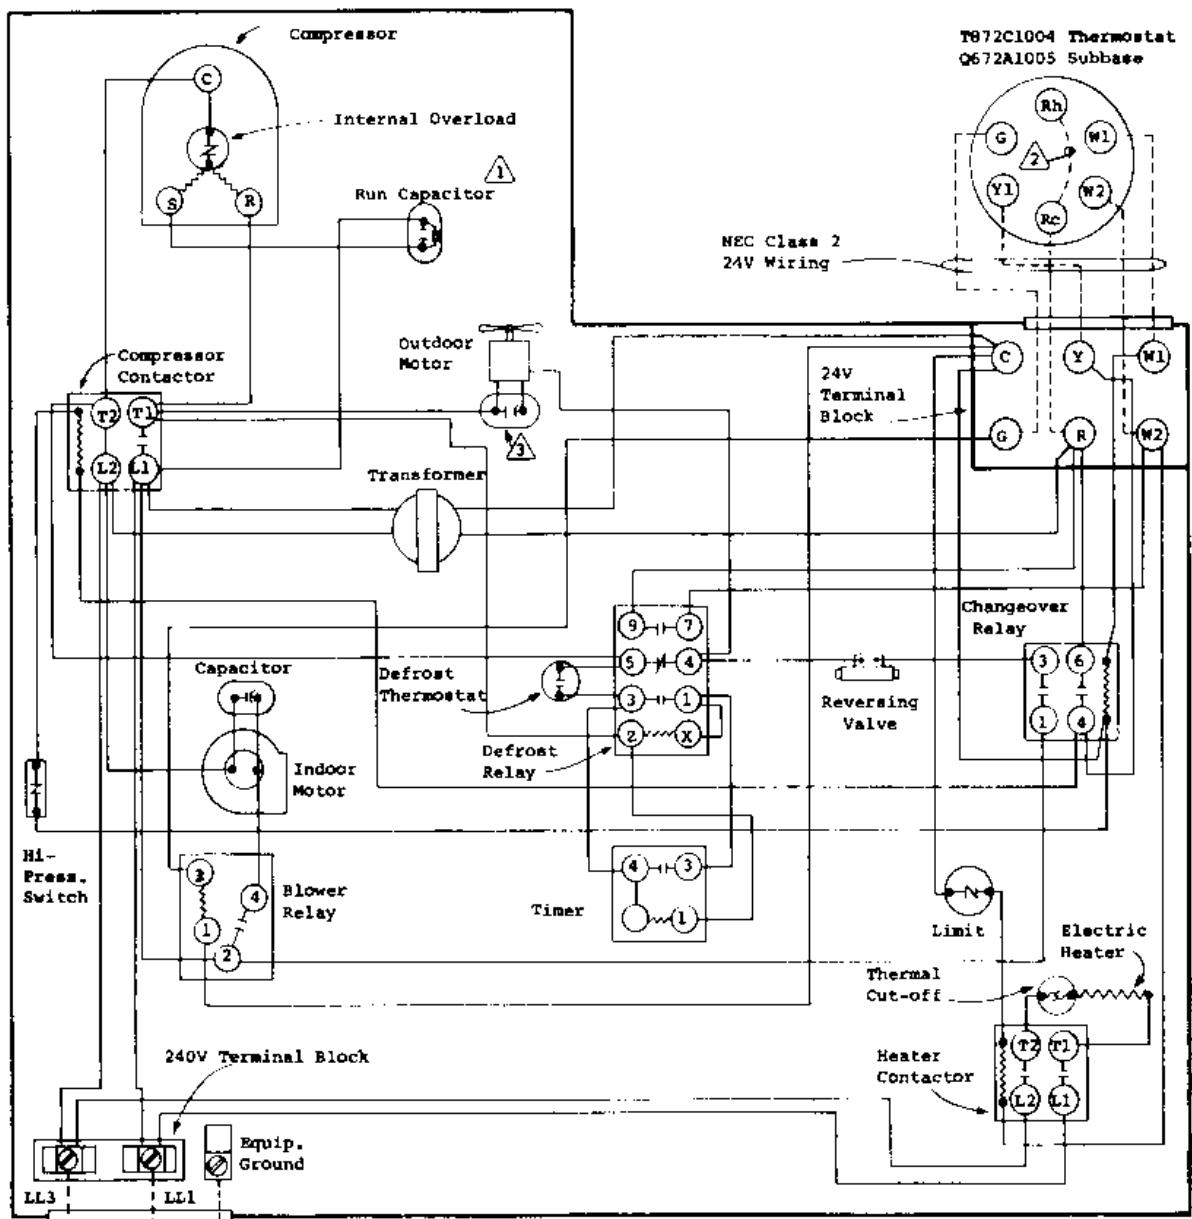 Compressor
T872C1004 Thermostat
Q672A1005 Subbase
C
Internal Overload
S
R
1
Run Capacitor
Rh
G
W1
2
Y1
W2
Rc
NEC Class 2
24V Wiring
Outdoor
Motor
Compressor
Contactor
T2
T1
L2
L1
3
Transformer
24V
Terminal
Block
C
Y
W1
G
R
W2
Changeover
Relay
3
6
1
4
9
7
5
4
3
1
2
X
Defrost
Thermostat
Defrost
Relay
Reversing
Valve
Capacitor
Indoor
Motor
Hi-
Press.
Switch
3
4
1
2
Blower
Relay
4
3
1
Timer
Limit
Electric
Heater
Thermal
Cut-off
T2
T1
L2
L1
Heater
Contactor
240V Terminal Block
Equip.
Ground
LL3
LL1